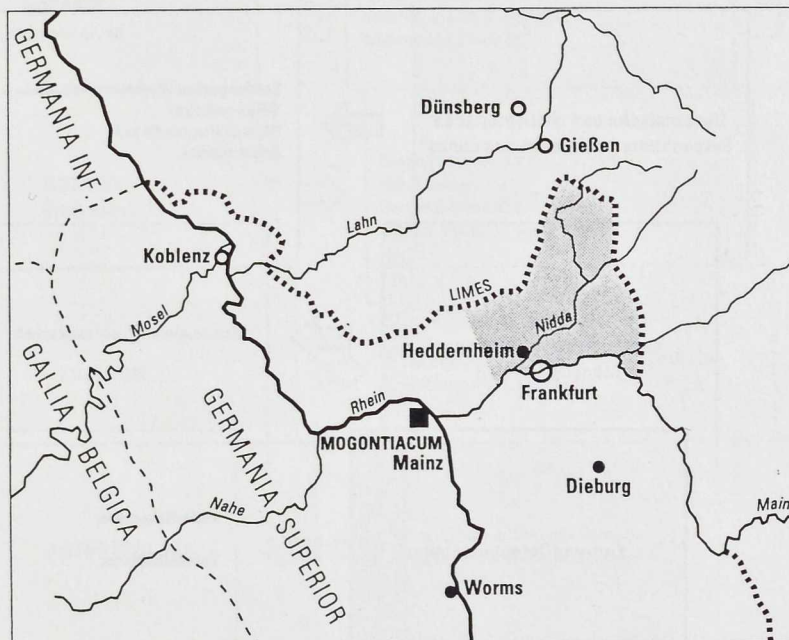 GERMANIA INF.
Dünsberg
Gießen
Lahn
Koblenz
LIMES
Mosel
Nidda
Heddernheim
Frankfurt
Rhein
MOGONTIACUM
Mainz
GALLIA BELGICA
GERMANIA SUPERIOR
Dieburg
Nahe
Main
Worms